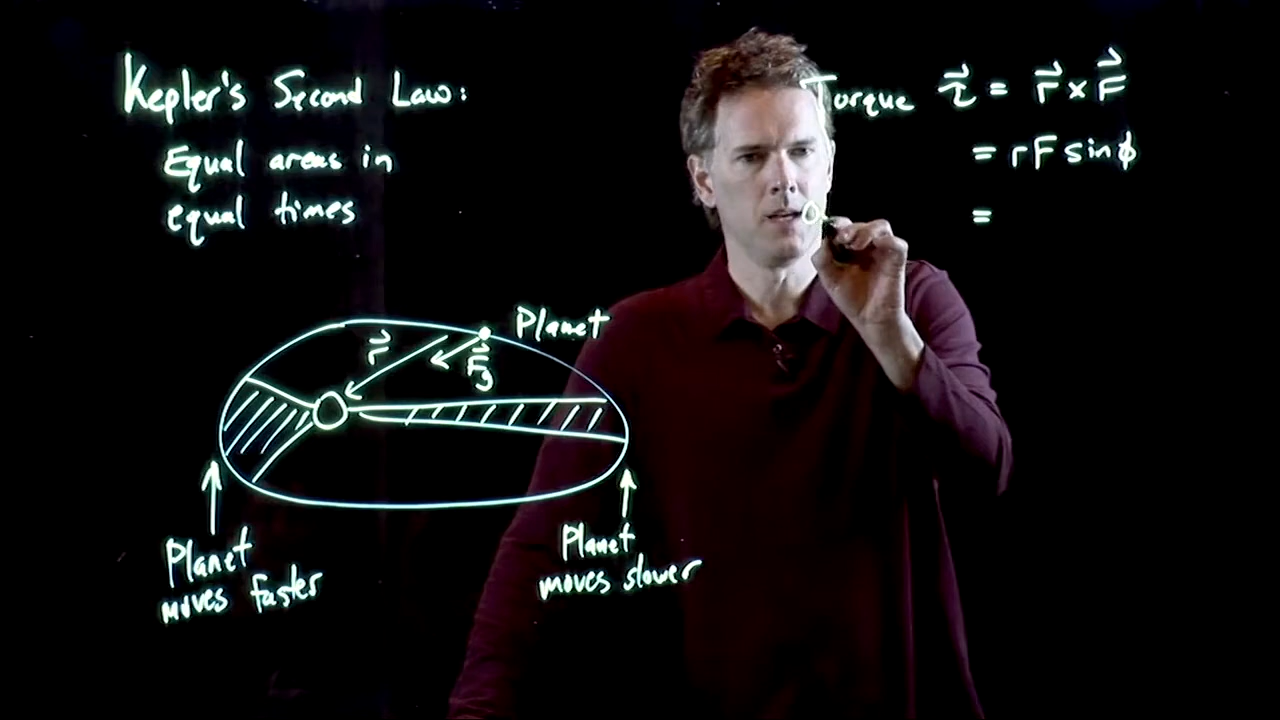 Kepler's Second Law:
Equal areas in
equal times
Torque τ⃗ = r⃗ × F⃗
= rF sinϕ
=
Planet
r⃗
F⃗g
Planet
moves faster
Planet
moves slower